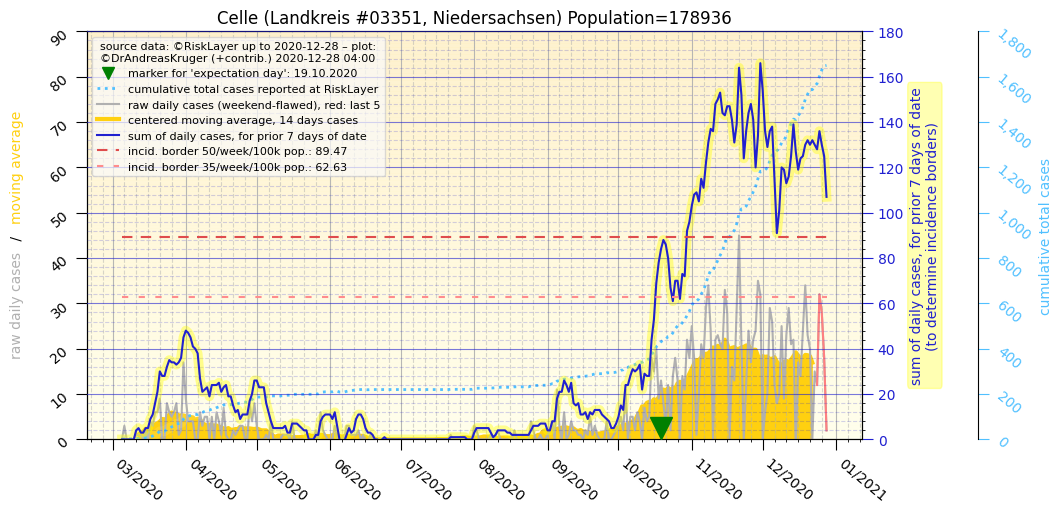 Celle (Landkreis #03351, Niedersachsen) Population=178936
source data: ©RiskLayer up to 2020-12-28 – plot:
©DrAndreasKruger (+contrib.) 2020-12-28 04:00
marker for 'expectation day': 19.10.2020
cumulative total cases reported at RiskLayer
raw daily cases (weekend-flawed), red: last 5
centered moving average, 14 days cases
sum of daily cases, for prior 7 days of date
incid. border 50/week/100k pop.: 89.47
incid. border 35/week/100k pop.: 62.63
raw daily cases / moving average
90
80
70
60
50
40
30
20
10
0
180
160
140
120
100
80
60
40
20
0
sum of daily cases, for prior 7 days of date
(to determine incidence borders)
1,800
1,600
1,400
1,200
1,000
800
600
400
200
0
cumulative total cases
03/2020
04/2020
05/2020
06/2020
07/2020
08/2020
09/2020
10/2020
11/2020
12/2020
01/2021